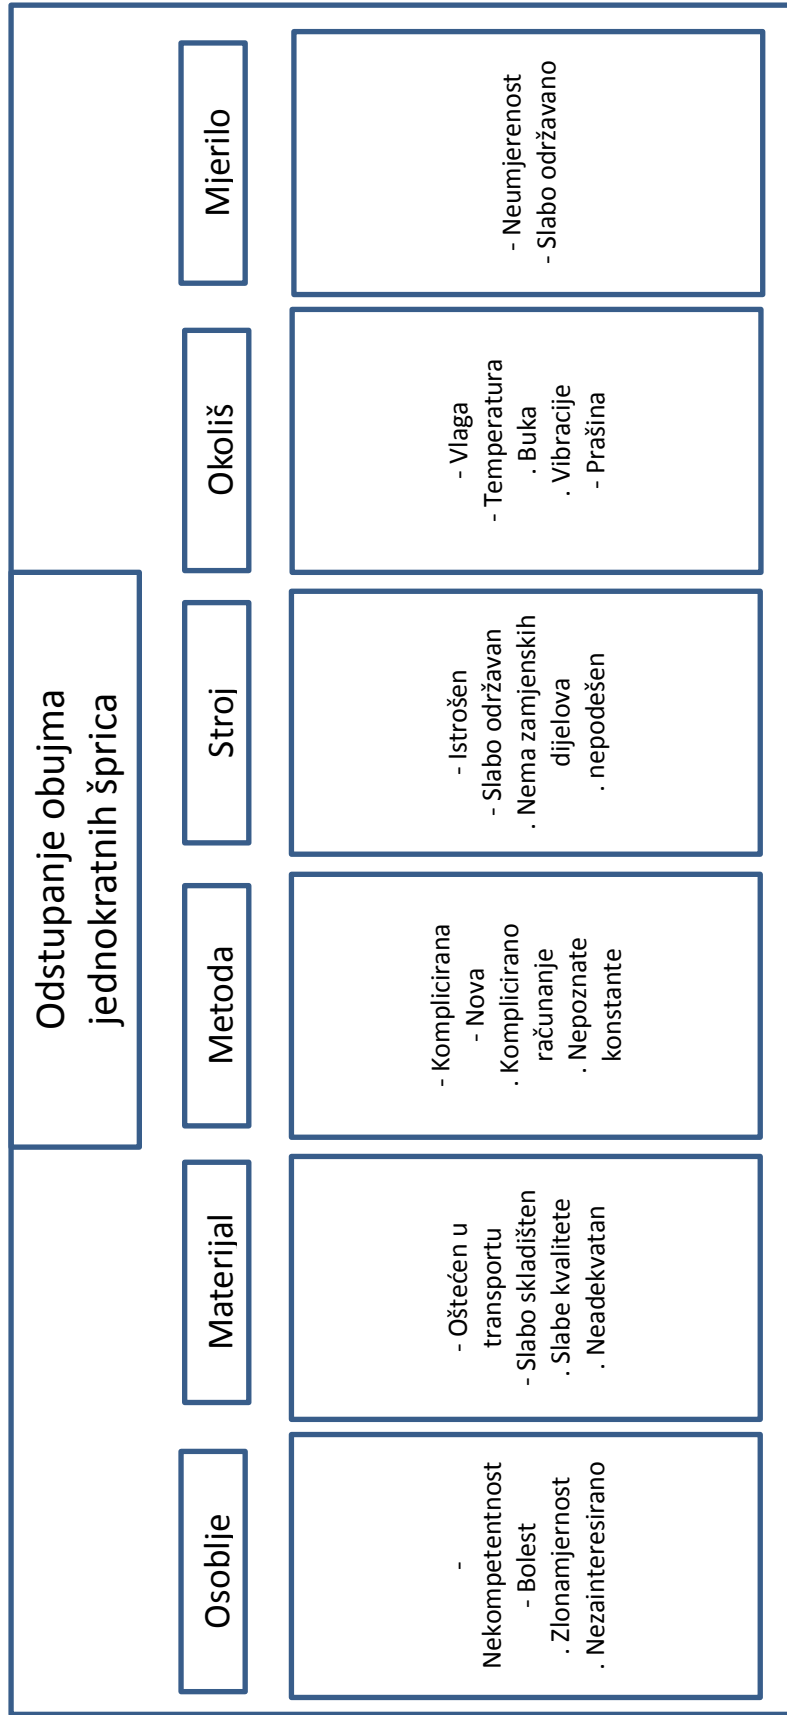 Odstupanje obujma
jednokratnih šprica
Osoblje
Materijal
Metoda
Stroj
Okoliš
Mjerilo
-
Nekompetentnost
- Bolest
. Zlonamjernost
. Nezainteresirano
- Oštećen u
transportu
- Slabo skladišten
. Slabe kvalitete
. Neadekvatan
- Komplicirana
- Nova
. Komplicirano
računanje
. Nepoznate
konstante
- Istrošen
- Slabo održavan
. Nema zamjenskih
dijelova
. nepodešen
- Vlaga
- Temperatura
. Buka
. Vibracije
- Prašina
- Neumjerenost
- Slabo održavano